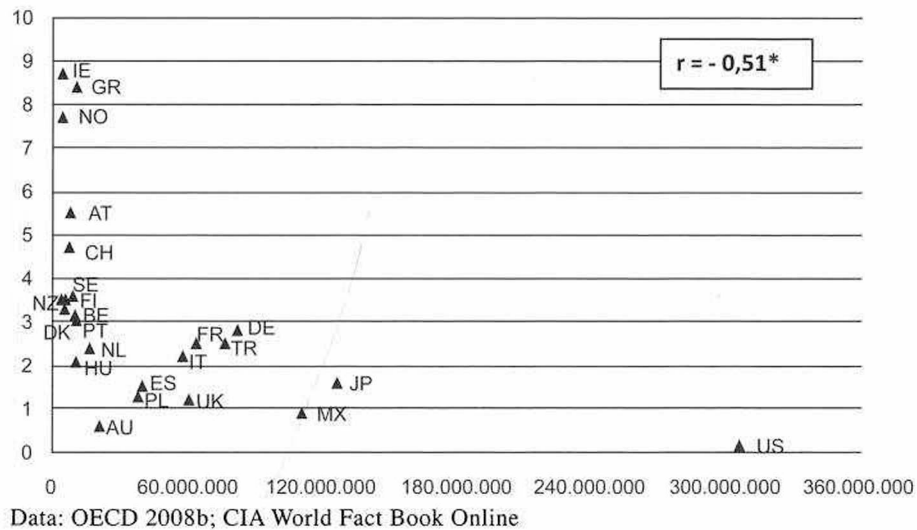 10
9
IE
GR
r = - 0,51*
8
NO
7
6
5
AT
CH
4
SE
NZ FI
3
BE
DK PT
NL
HU
FR DE
IT TR
2
ES
PL UK
JP
MX
1
AU
0
US
0 60.000.000 120.000.000 180.000.000 240.000.000 300.000.000 360.000.000
Data: OECD 2008b; CIA World Fact Book Online